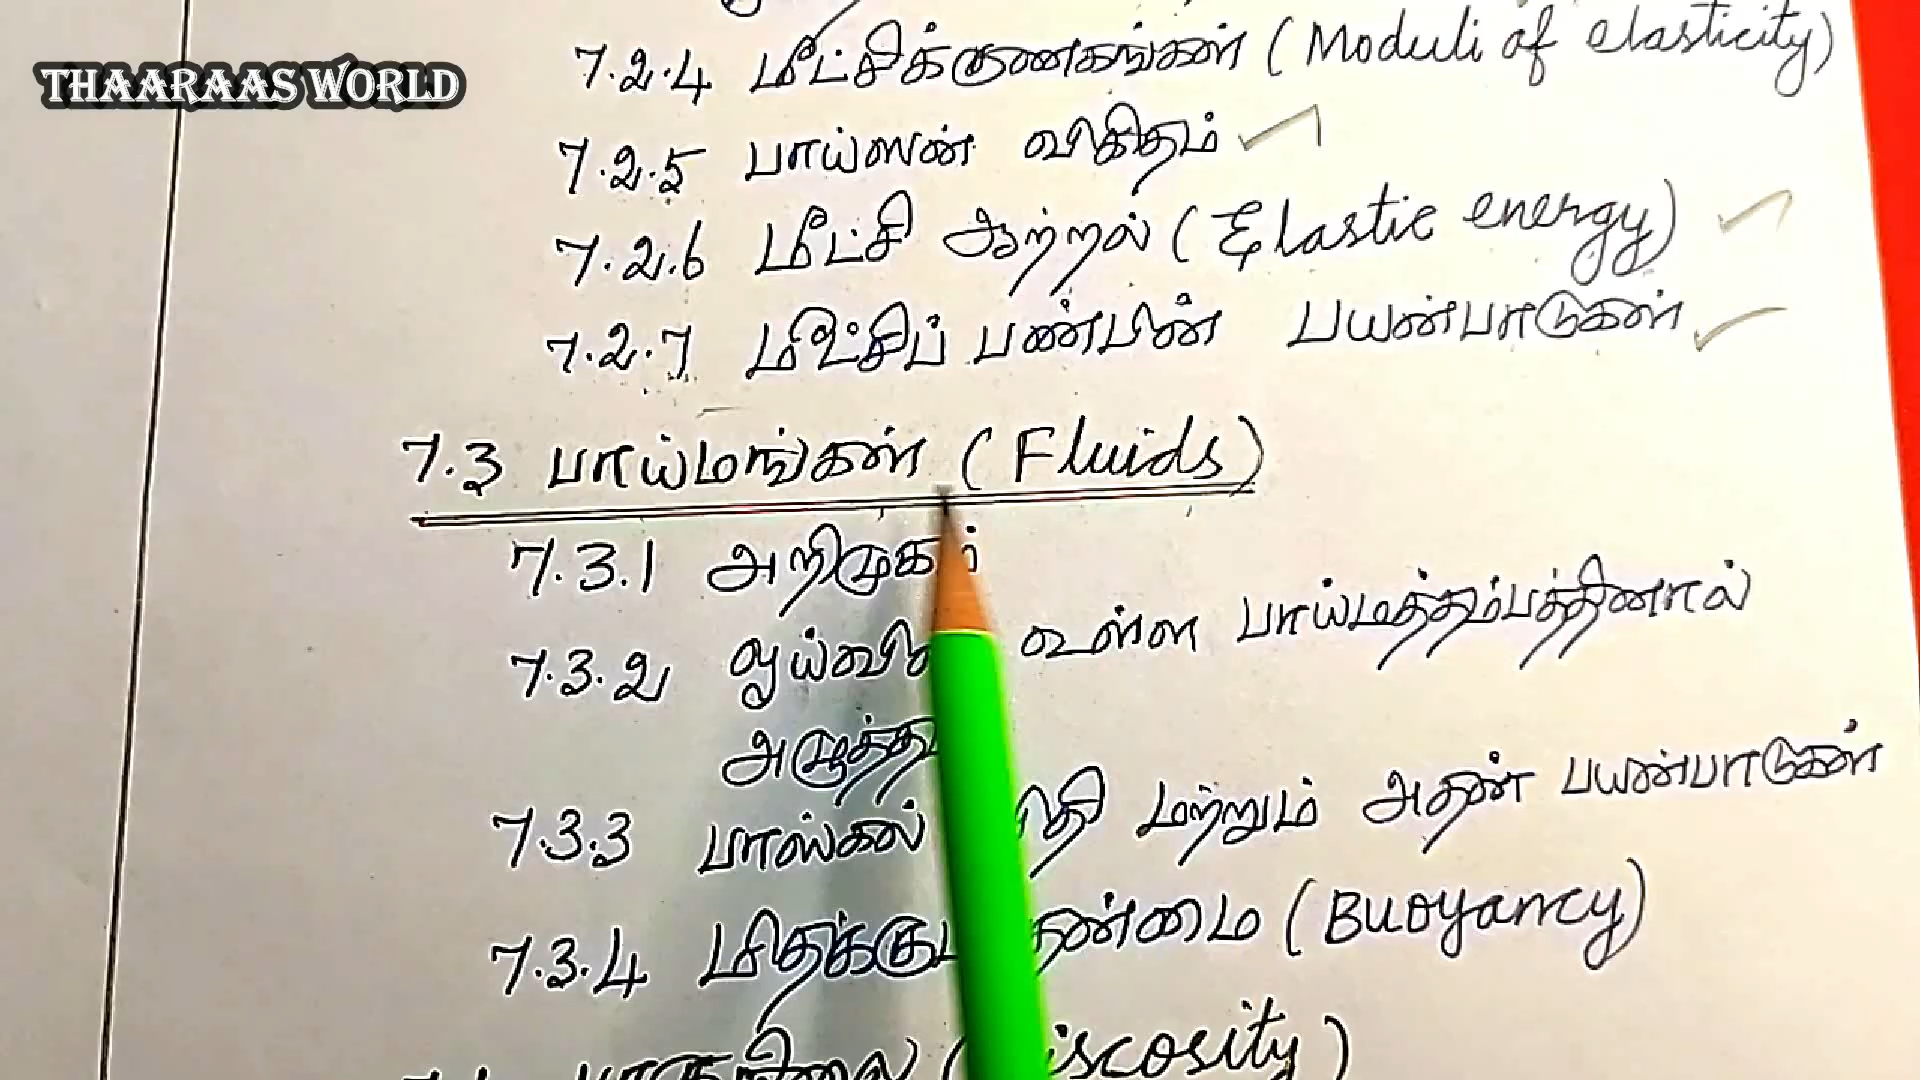 THAARAAS WORLD
7.2.4 மீட்சிக்குணகங்கள் (Moduli of elasticity)
7.2.5 பாய்ஸன் விகிதம்
7.2.6 மீட்சி ஆற்றல் (Elastic energy)
7.2.7 மீட்சிப் பண்பின் பயன்பாடுகள்
7.3 பாய்மங்கள் (Fluids)
7.3.1 அறிமுகம்
7.3.2 உள்ள பாய்மத்தம்பத்தினால்
7.3.3 பாஸ்கல் மற்றும் அதன் பயன்பாடுகள்
7.3.4 (Buoyancy)